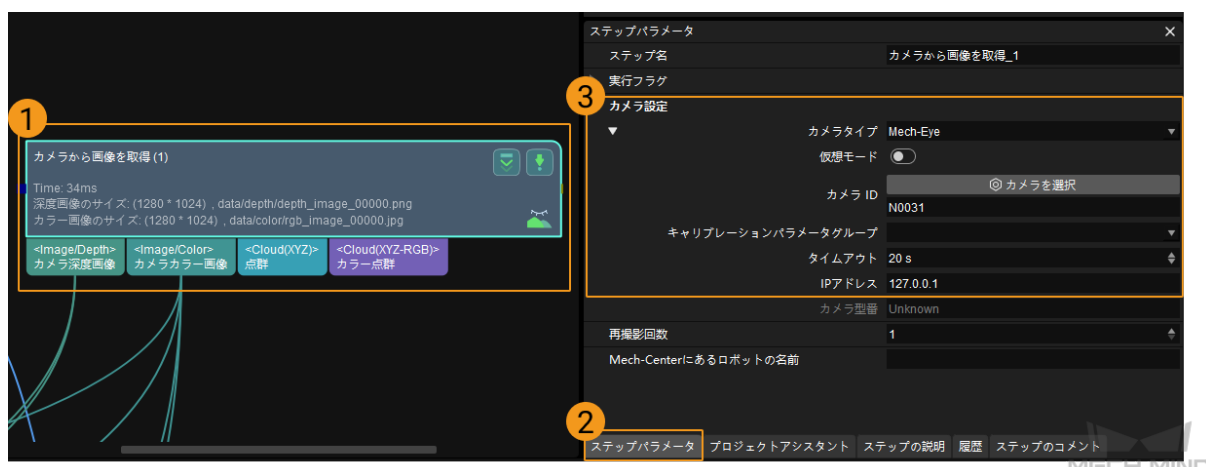 1
カメラから画像を取得 (1)
Time: 34ms
深度画像のサイズ: (1280 * 1024) , data/depth/depth_image_00000.png
カラー画像のサイズ: (1280 * 1024) , data/color/rgb_image_00000.jpg
<Image/Depth> <Image/Color> <Cloud(XYZ)> <Cloud(XYZ-RGB)>
カメラ深度画像 カメラカラー画像 点群 カラー点群
ステップパラメータ ×
ステップ名 カメラから画像を取得_1
実行フラグ
3
カメラ設定
カメラタイプ Mech-Eye
仮想モード
カメラ ID カメラを選択
N0031
キャリブレーションパラメータグループ
タイムアウト 20 s
IPアドレス 127.0.0.1
カメラ型番 Unknown
再撮影回数 1
Mech-Centerにあるロボットの名前
2
ステップパラメータ プロジェクトアシスタント ステップの説明 履歴 ステップのコメント
MECH MIND